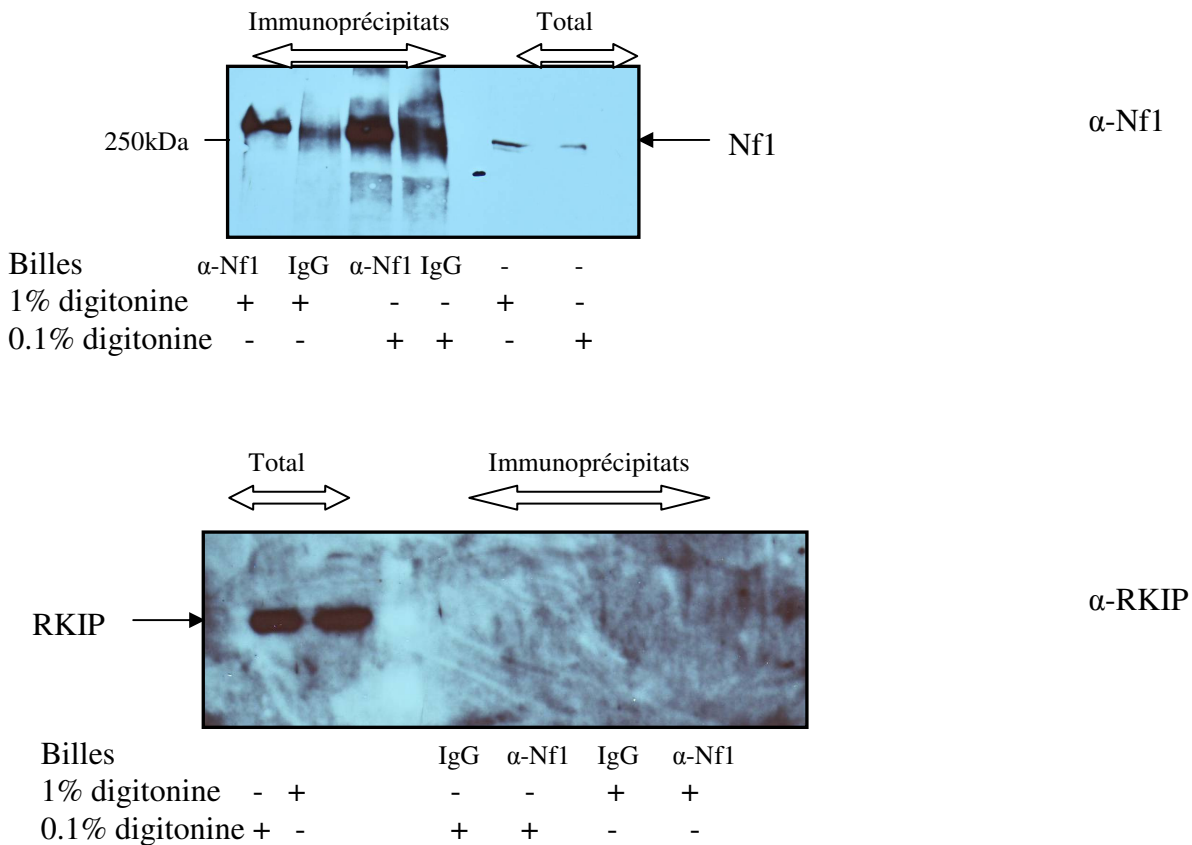 Immunoprécipitats Total
α-Nf1
250kDa Nf1
Billes α-Nf1 IgG α-Nf1 IgG - -
1% digitonine + + - - + -
0.1% digitonine - - + + - +
Total Immunoprécipitats
RKIP α-RKIP
Billes IgG α-Nf1 IgG α-Nf1
1% digitonine - + - - + +
0.1% digitonine + - + + - -